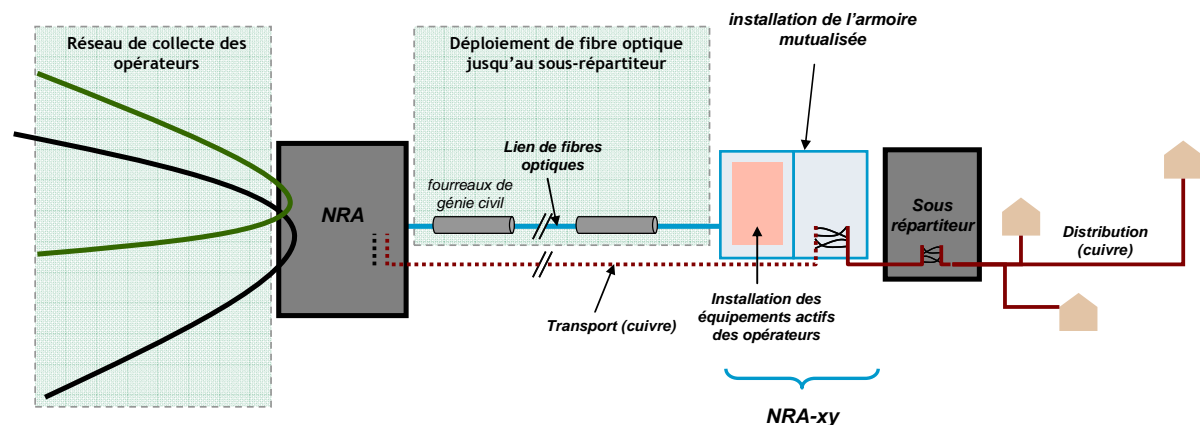 Réseau de collecte des
opérateurs
Déploiement de fibre optique
jusqu'au sous-répartiteur
installation de l'armoire
mutualisée
Lien de fibres
optiques
fourreaux de
génie civil
NRA
Sous
répartiteur
Distribution
(cuivre)
Transport (cuivre)
Installation des
équipements actifs
des opérateurs
NRA-xy